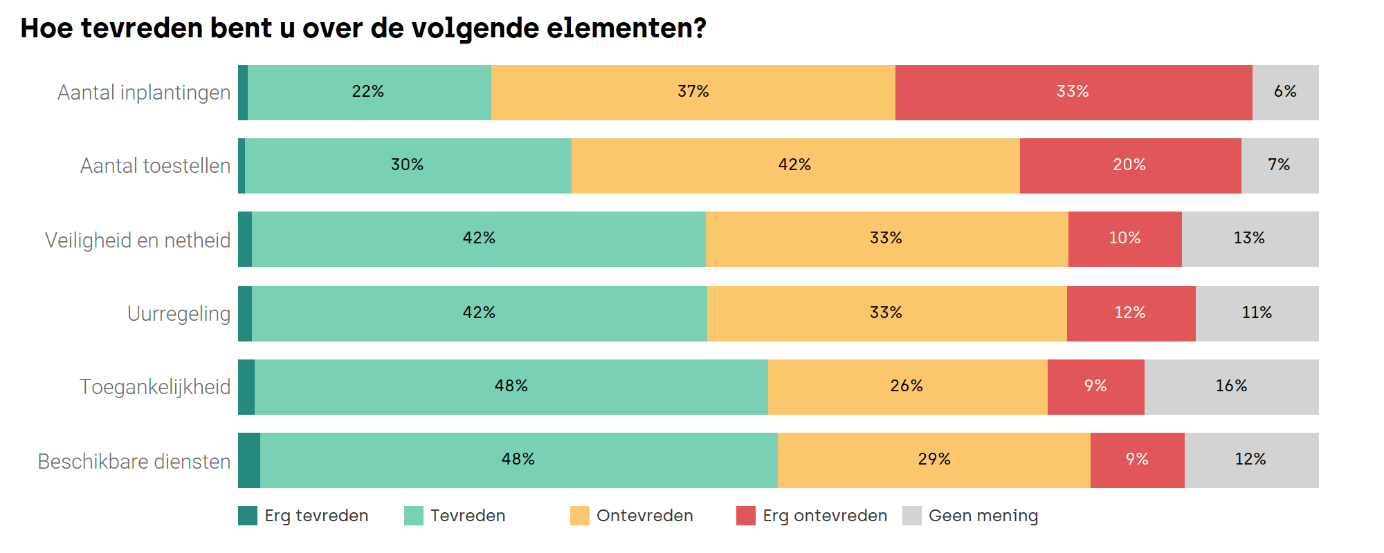 Hoe tevreden bent u over de volgende elementen?
Aantal inplantingen 22% 37% 33% 6%
Aantal toestellen 30% 42% 20% 7%
Veiligheid en netheid 42% 33% 10% 13%
Uurregeling 42% 33% 12% 11%
Toegankelijkheid 48% 26% 9% 16%
Beschikbare diensten 48% 29% 9% 12%
Erg tevreden Tevreden Ontevreden Erg ontevreden Geen mening